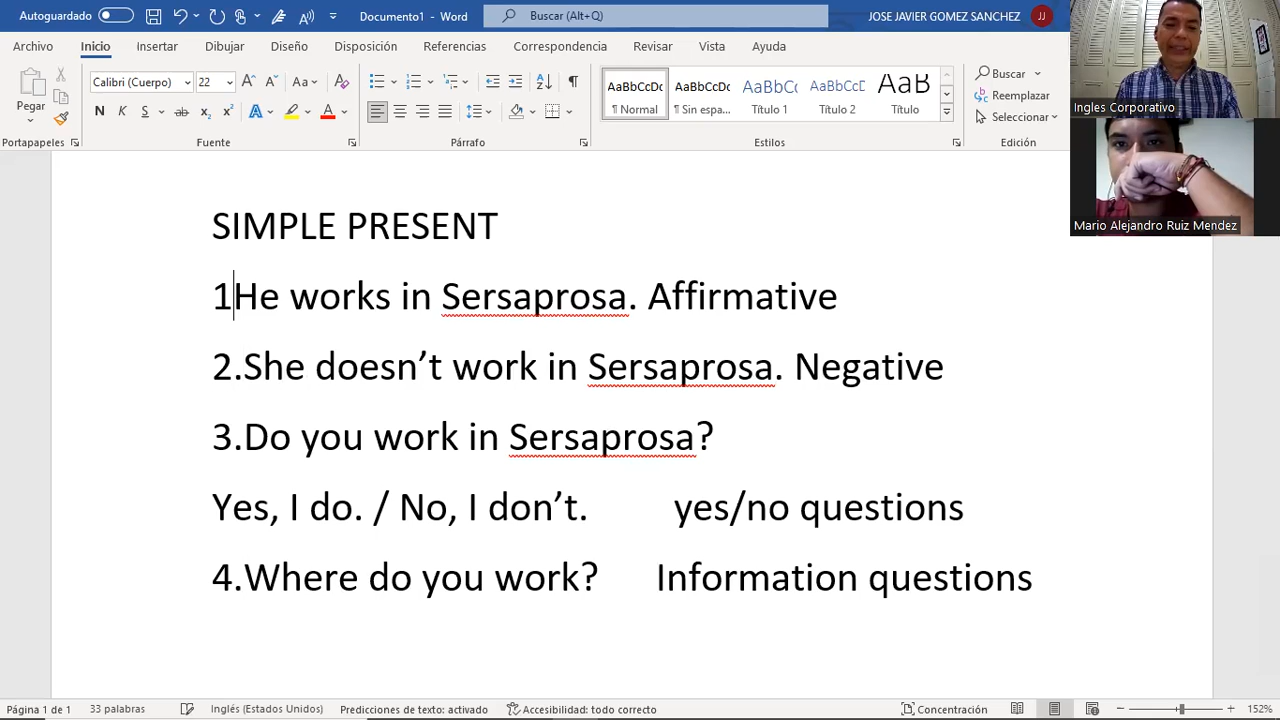 Autoguardado
Documento1 - Word
Buscar (Alt+Q)
JOSE JAVIER GOMEZ SANCHEZ
JJ
Archivo
Inicio
Insertar
Dibujar
Diseño
Disposición
Referencias
Correspondencia
Revisar
Vista
Ayuda
Pegar
Calibri (Cuerpo)
22
N K S ab x₂ x²
AaBbCcDc
¶ Normal
AaBbCcDc
¶ Sin espa...
AaBbCc
Título 1
AaBbCcD
Título 2
AaB
Título
Buscar
Reemplazar
Seleccionar
Portapapeles
Fuente
Párrafo
Estilos
Edición
Ingles Corporativo
Mario Alejandro Ruiz Mendez
SIMPLE PRESENT
1He works in Sersaprosa. Affirmative
2.She doesn’t work in Sersaprosa. Negative
3.Do you work in Sersaprosa?
Yes, I do. / No, I don’t. yes/no questions
4.Where do you work? Information questions
Página 1 de 1
33 palabras
Inglés (Estados Unidos)
Predicciones de texto: activado
Accesibilidad: todo correcto
Concentración
152%